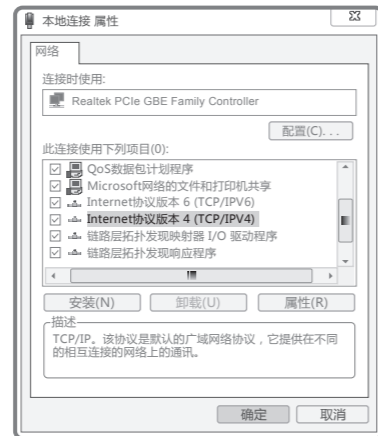 本地连接 属性
网络
连接时使用:
Realtek PCIe GBE Family Controller
配置(C). . .
此连接使用下列项目(0):
QoS数据包计划程序
Microsoft网络的文件和打印机共享
Internet协议版本 6 (TCP/IPV6)
Internet协议版本 4 (TCP/IPV4)
链路层拓扑发现映射器 I/O 驱动程序
链路层拓扑发现响应程序
安装(N)
卸载(U)
属性(R)
描述
TCP/IP。该协议是默认的广域网络协议，它提供在不同
的相互连接的网络上的通讯。
确定
取消